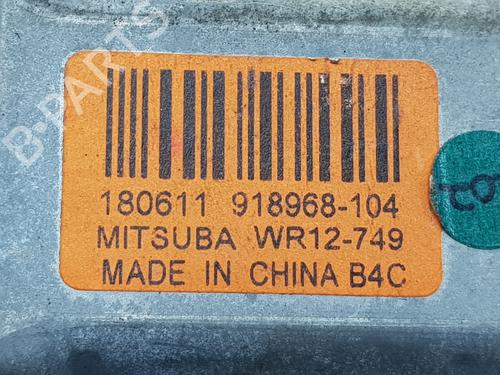 B-PARTS
180611 918968-104
MITSUBA WR12-749
MADE IN CHINA B4C